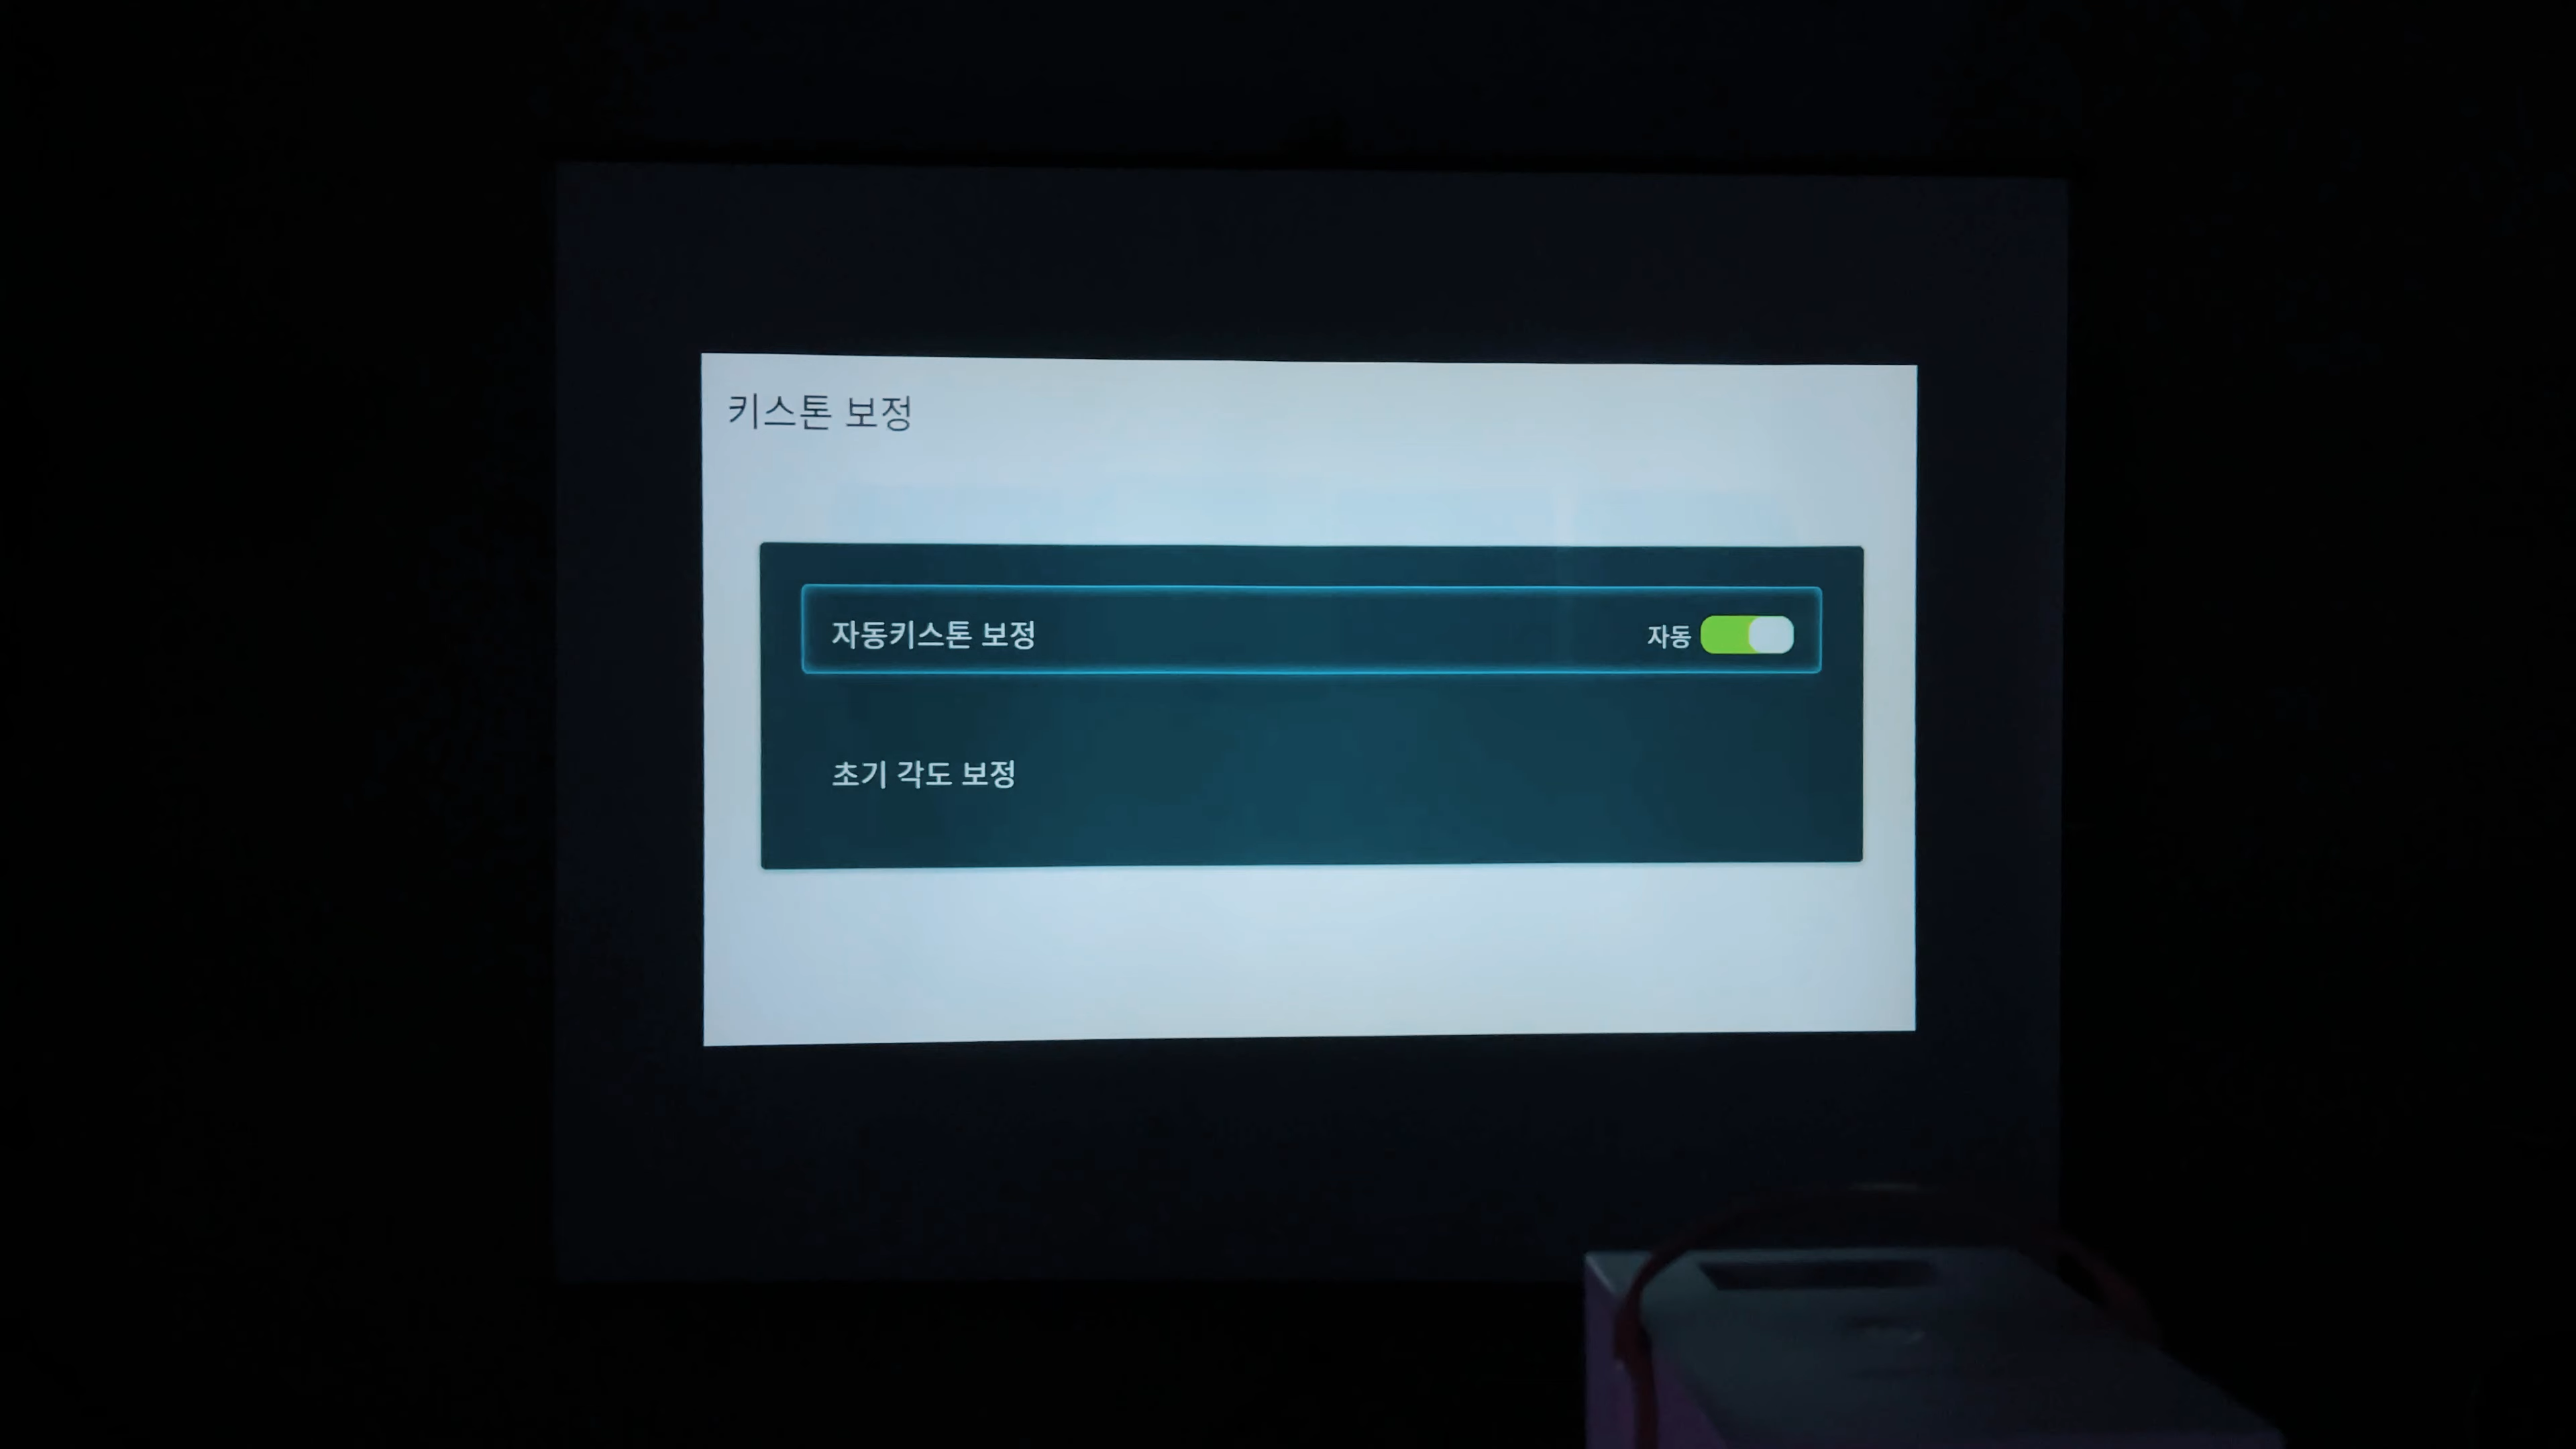 키스톤 보정
자동키스톤 보정 자동
초기 각도 보정